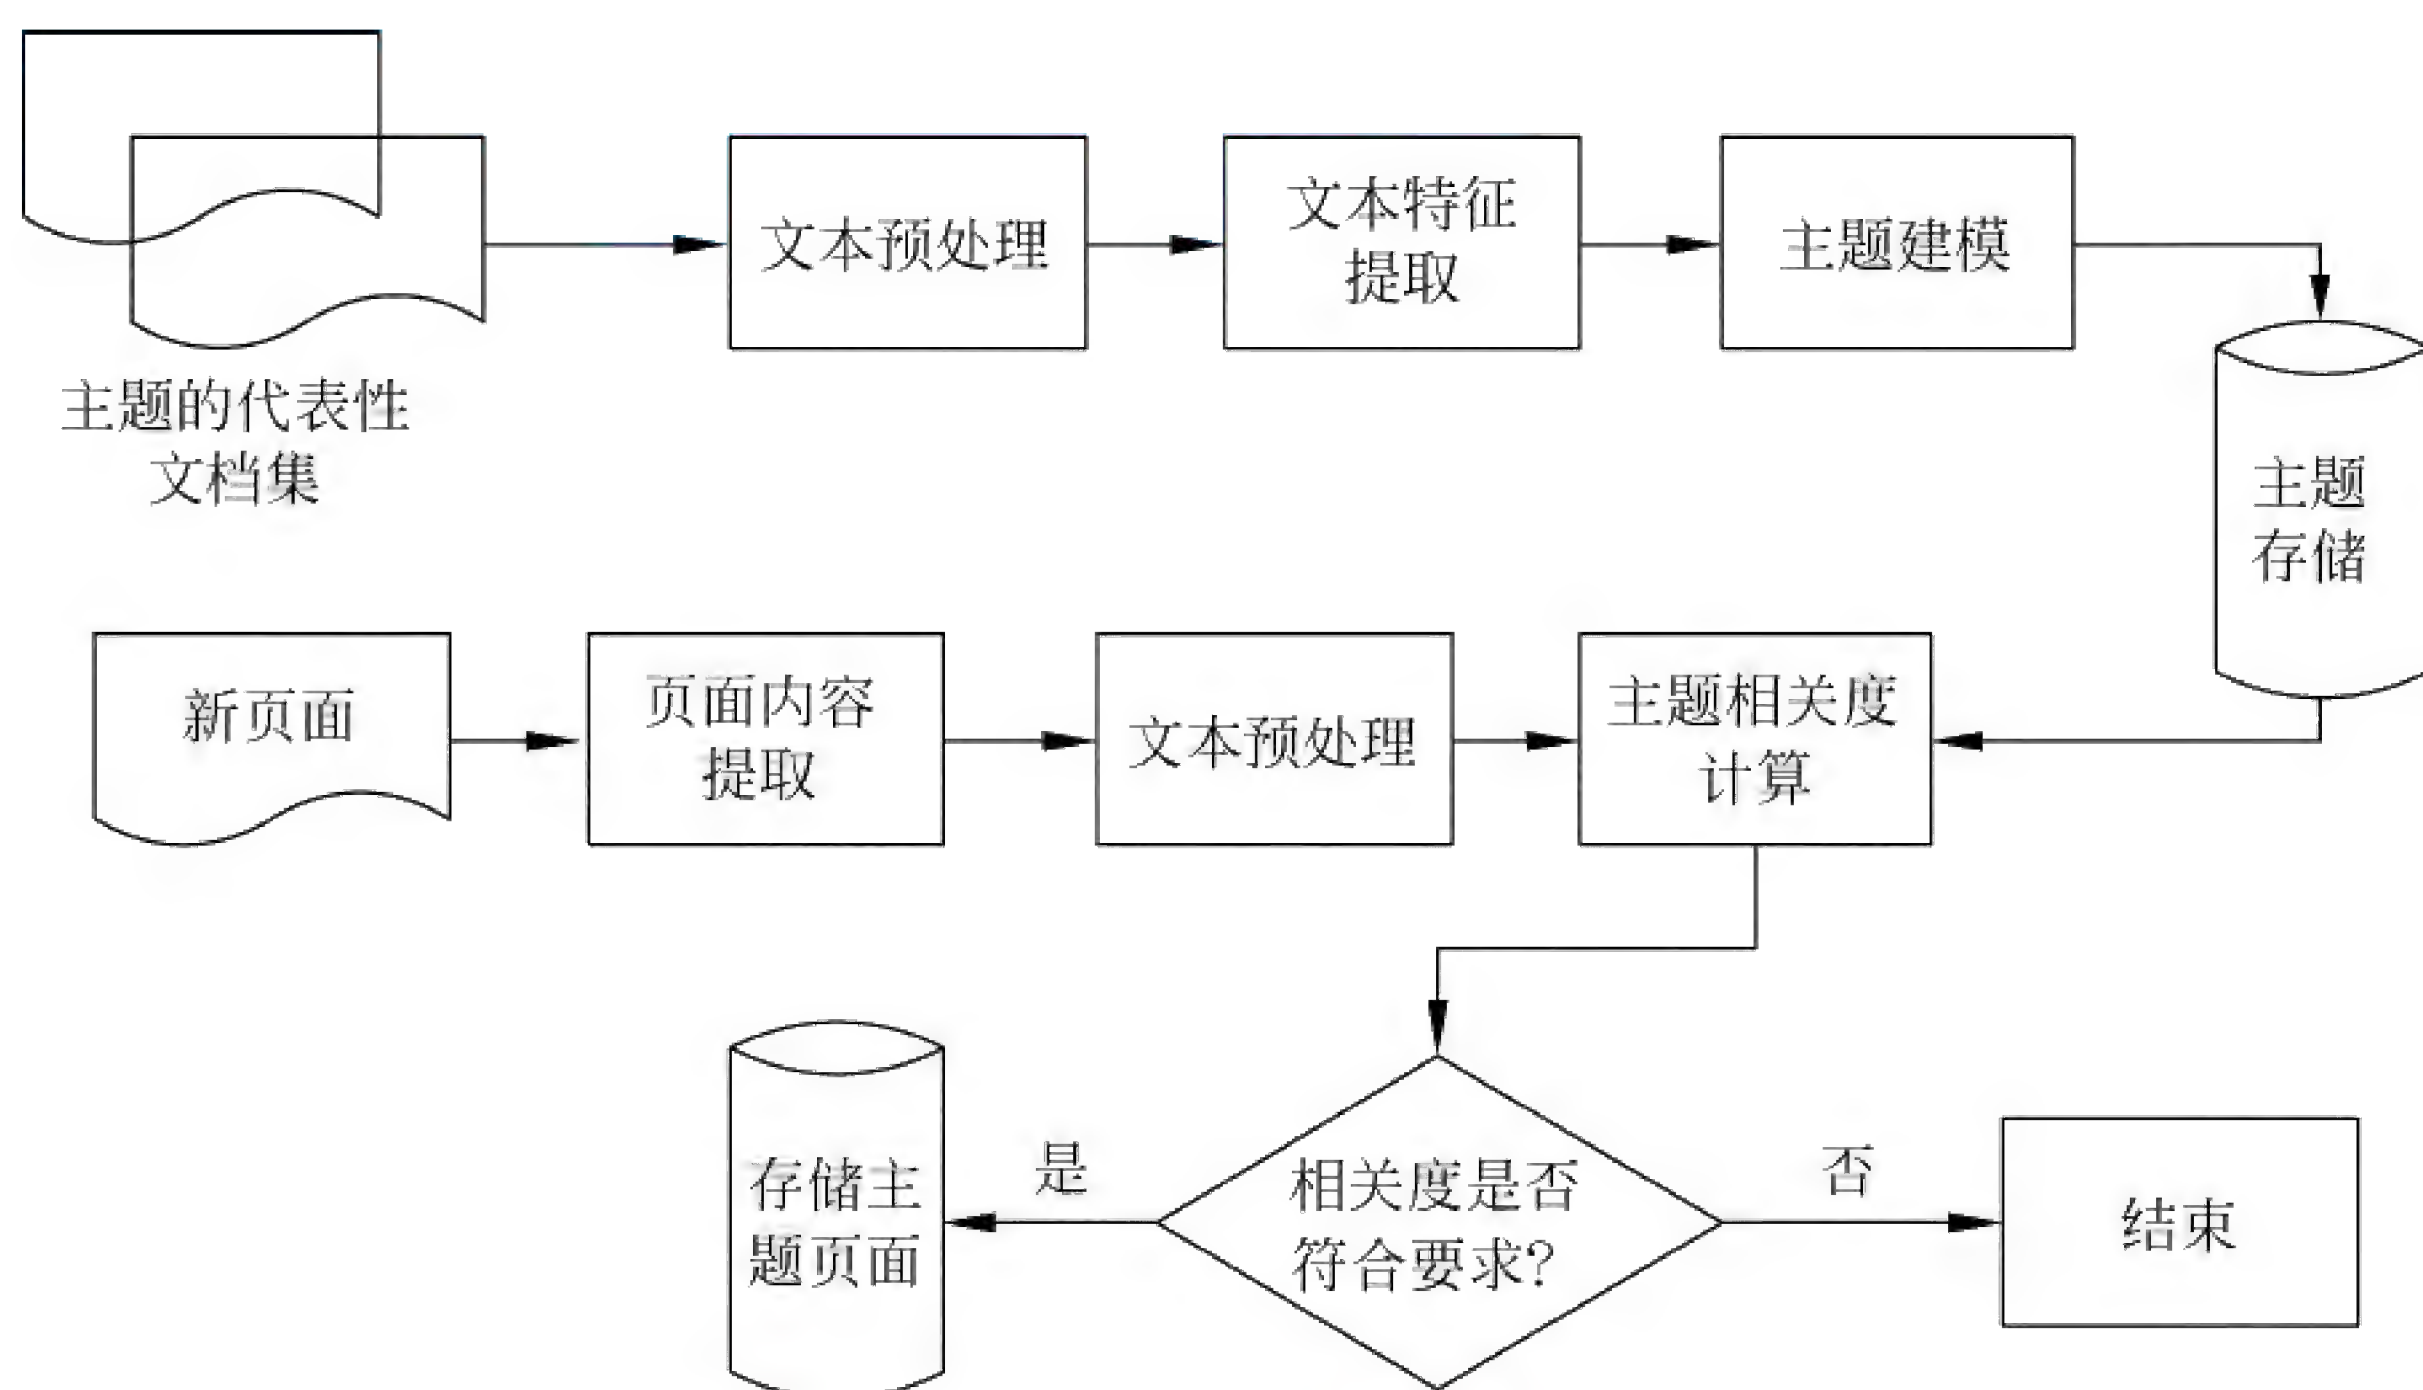 文本预处理
文本特征
提取
主题建模
主题的代表性
文档集
主题
存储
新页面
页面内容
提取
文本预处理
主题相关度
计算
存储主
题页面
是
相关度是否
符合要求?
否
结束